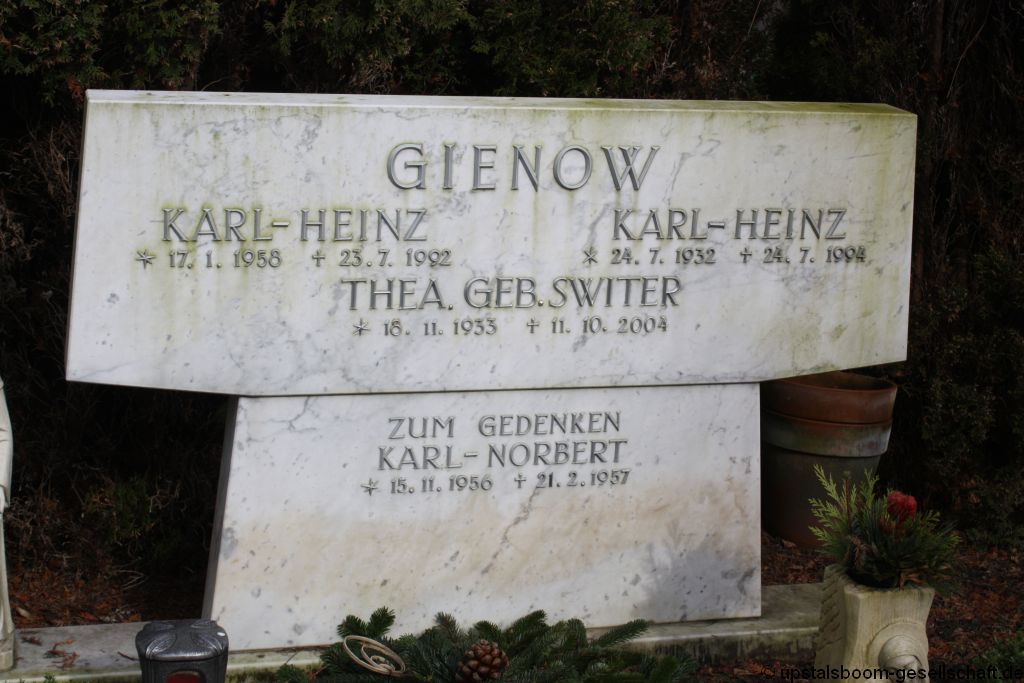 GIENOW
KARL-HEINZ KARL-HEINZ
* 17. 1. 1958 † 23. 7. 1992 * 24. 7. 1932 † 24. 7. 1994
THEA. GEB. SWITER
* 18. 11. 1933 † 11. 10. 2004
ZUM GEDENKEN
KARL-NORBERT
* 15. 11. 1956 † 21. 2. 1957
© upstalsboom-gesellschaft.de